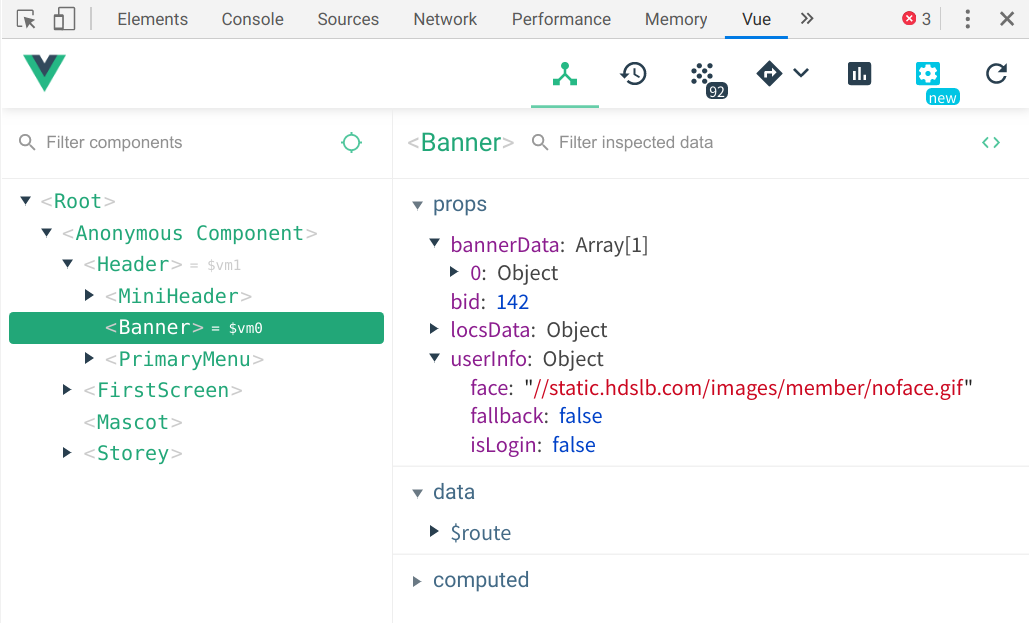 Elements Console Sources Network Performance Memory Vue 3
92
new
Filter components
<Root>
<Anonymous Component>
<Header> = $vm1
<MiniHeader>
<Banner> = $vm0
<PrimaryMenu>
<FirstScreen>
<Mascot>
<Storey>
<Banner> Filter inspected data
props
bannerData: Array[1]
0: Object
bid: 142
locsData: Object
userInfo: Object
face: "//static.hdslb.com/images/member/noface.gif"
fallback: false
isLogin: false
data
$route
computed